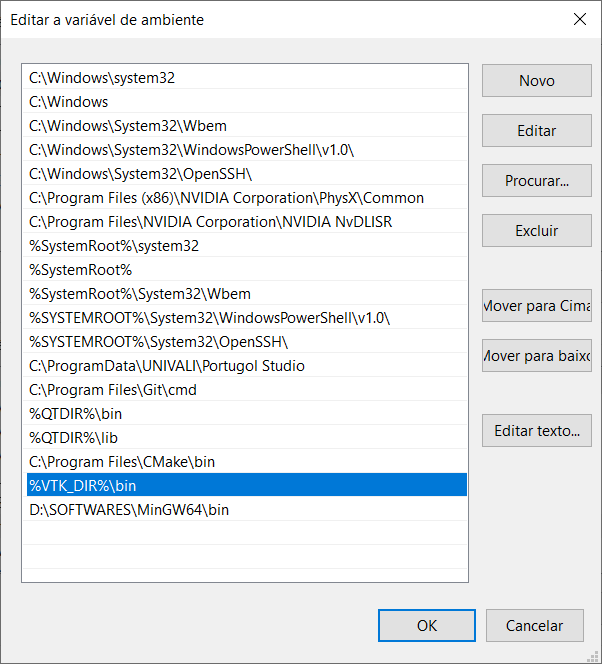 Editar a variável de ambiente
C:\Windows\system32
C:\Windows
C:\Windows\System32\Wbem
C:\Windows\System32\WindowsPowerShell\v1.0\
C:\Windows\System32\OpenSSH\
C:\Program Files (x86)\NVIDIA Corporation\PhysX\Common
C:\Program Files\NVIDIA Corporation\NVIDIA NvDLISR
%SystemRoot%\system32
%SystemRoot%
%SystemRoot%\System32\Wbem
%SYSTEMROOT%\System32\WindowsPowerShell\v1.0\
%SYSTEMROOT%\System32\OpenSSH\
C:\ProgramData\UNIVALI\Portugol Studio
C:\Program Files\Git\cmd
%QTDIR%\bin
%QTDIR%\lib
C:\Program Files\CMake\bin
%VTK_DIR%\bin
D:\SOFTWARES\MinGW64\bin
Novo
Editar
Procurar...
Excluir
Mover para Cima
Mover para baixo
Editar texto...
OK
Cancelar